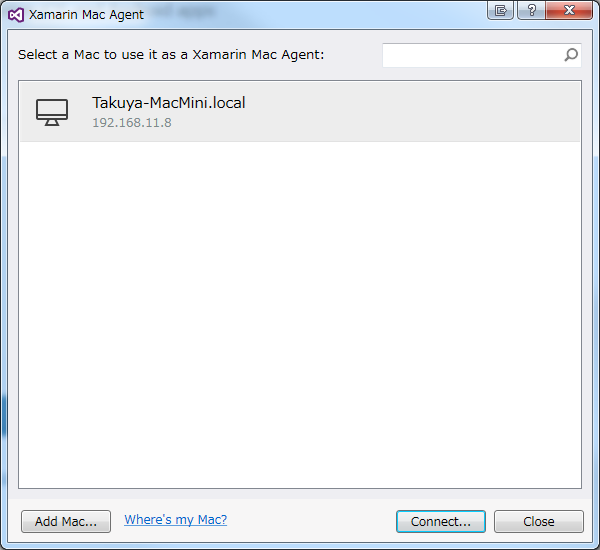 Xamarin Mac Agent
Select a Mac to use it as a Xamarin Mac Agent:
Takuya-MacMini.local
192.168.11.8
Add Mac...
Where's my Mac?
Connect...
Close